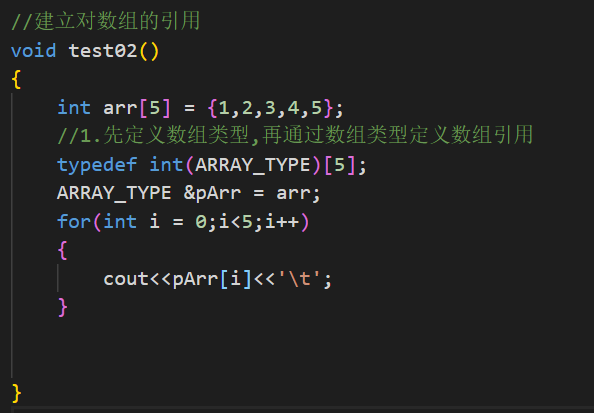 //建立对数组的引用
void test02()
{
    int arr[5] = {1,2,3,4,5};
    //1.先定义数组类型,再通过数组类型定义数组引用
    typedef int(ARRAY_TYPE)[5];
    ARRAY_TYPE &pArr = arr;
    for(int i = 0;i<5;i++)
    {
        cout<<pArr[i]<<'\t';
    }
}